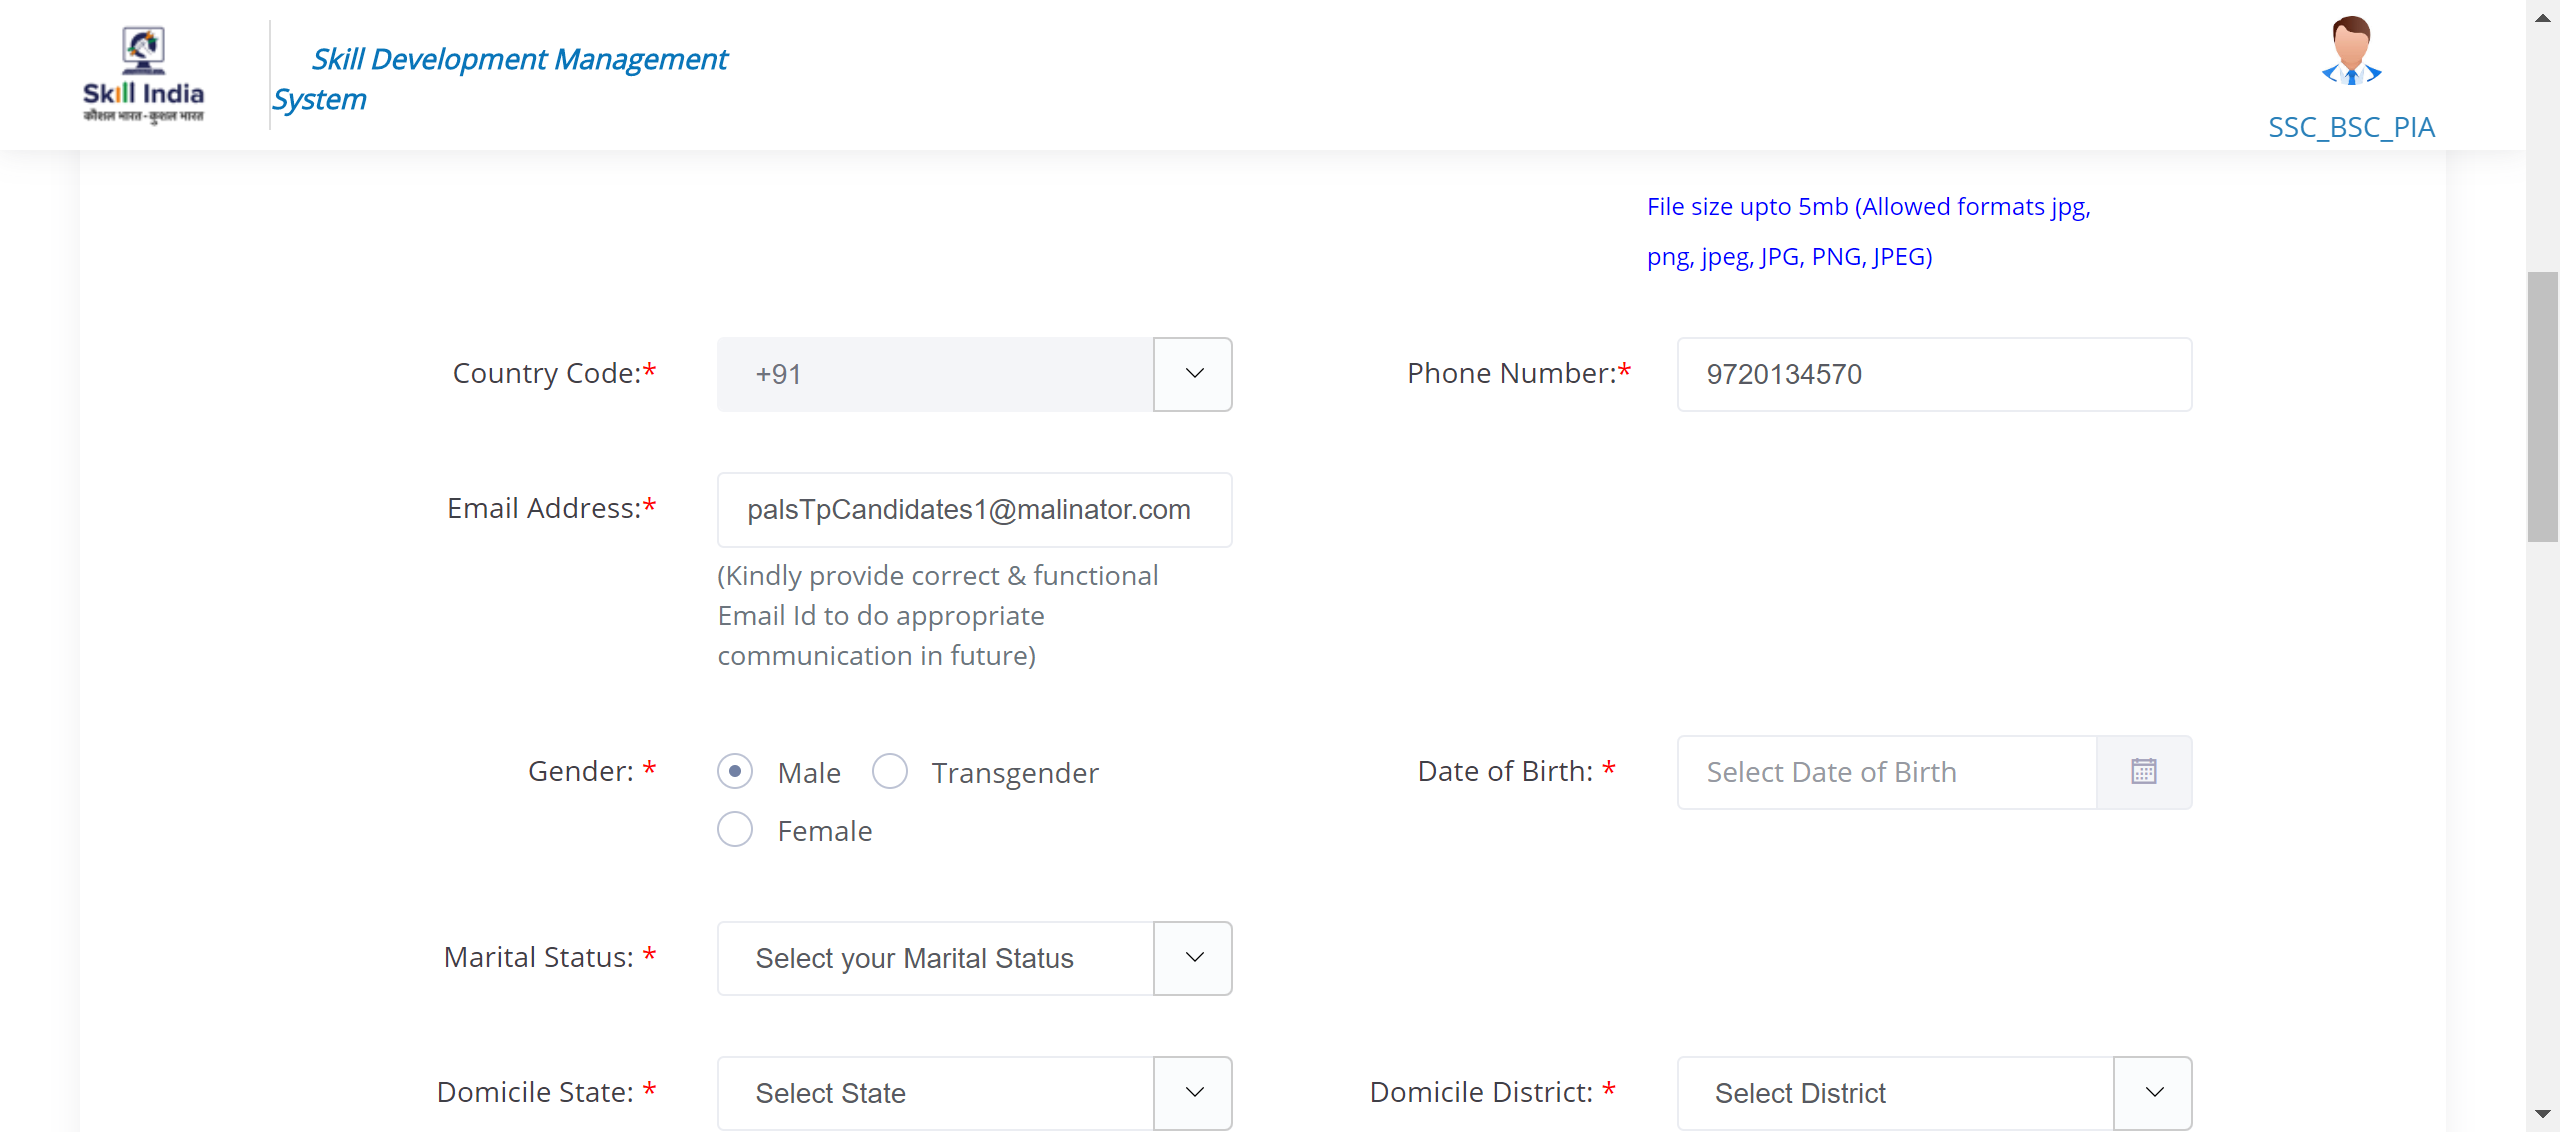 Skill India
कौशल भारत - कुशल भारत
Skill Development Management
System
SSC_BSC_PIA
File size upto 5mb (Allowed formats jpg,
png, jpeg, JPG, PNG, JPEG)
Country Code:* +91 Phone Number:* 9720134570
Email Address:* palsTpCandidates1@malinator.com
(Kindly provide correct & functional
Email Id to do appropriate
communication in future)
Gender: * Male Transgender Date of Birth: * Select Date of Birth
Female
Marital Status: * Select your Marital Status
Domicile State: * Select State Domicile District: * Select District